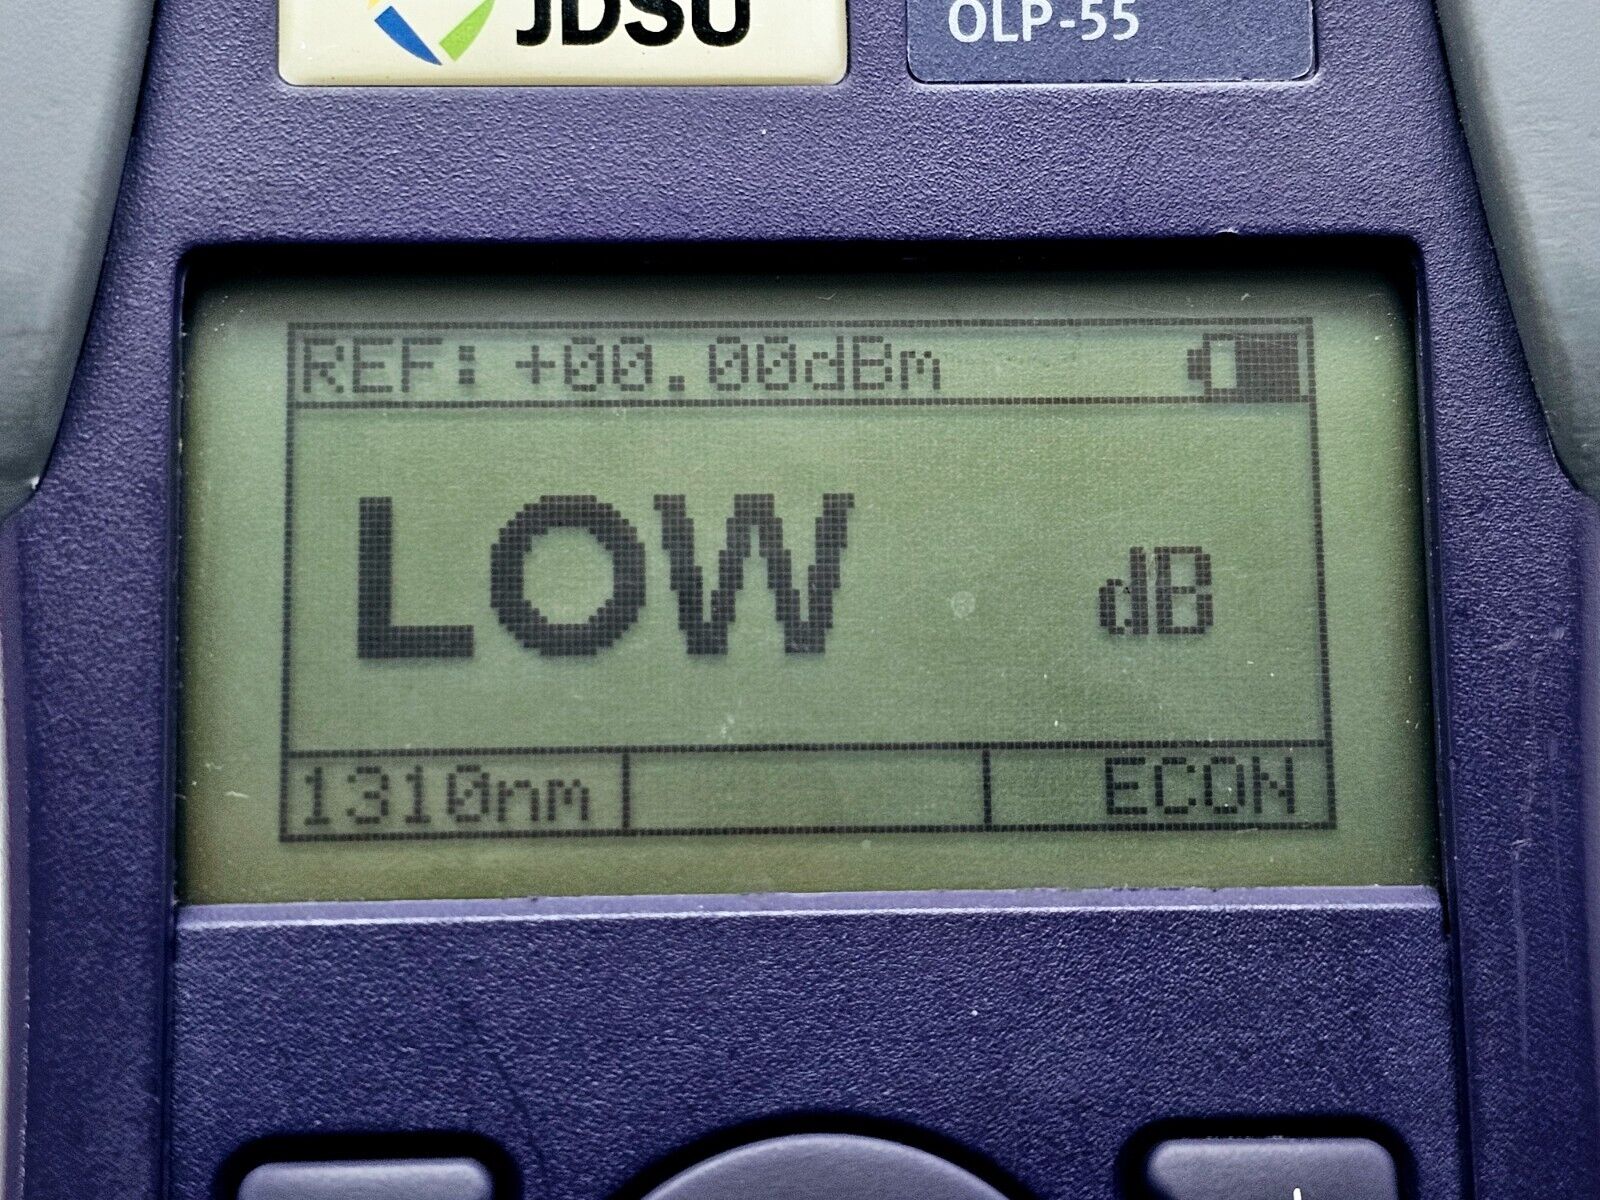 JDSU
OLP-55
REF: +00.00dBm
LOW dB
1310nm
ECON